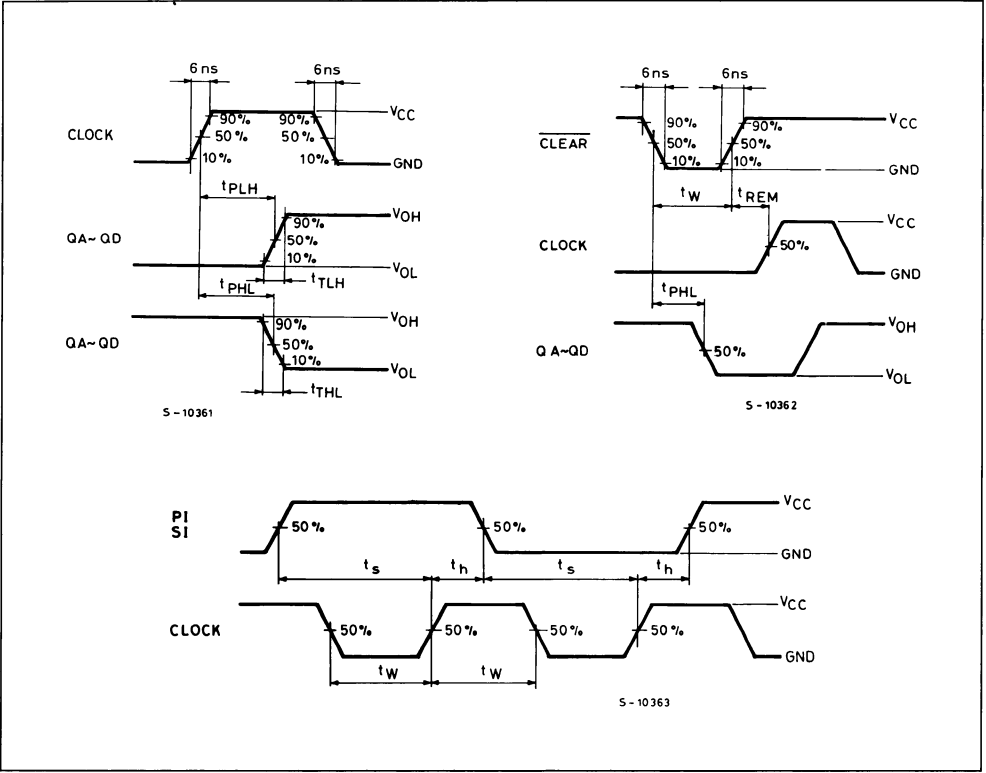 6ns 6ns
VCC
90% 90%
CLOCK 50% 50%
10% 10%
GND
tPLH
VOH
90%
QA~QD 50%
10%
VOL
tPHL tTLH
VOH
90%
QA~QD 50%
10%
VOL
tTHL
S-10361
6ns 6ns
VCC
90% 90%
CLEAR 50% 50%
10% 10%
GND
tW tREM
VCC
CLOCK 50%
GND
tPHL
VOH
QA~QD 50%
VOL
S-10362
VCC
PI
SI
50% 50% 50%
GND
ts th ts th
VCC
CLOCK 50% 50% 50% 50%
GND
tW tW
S-10363